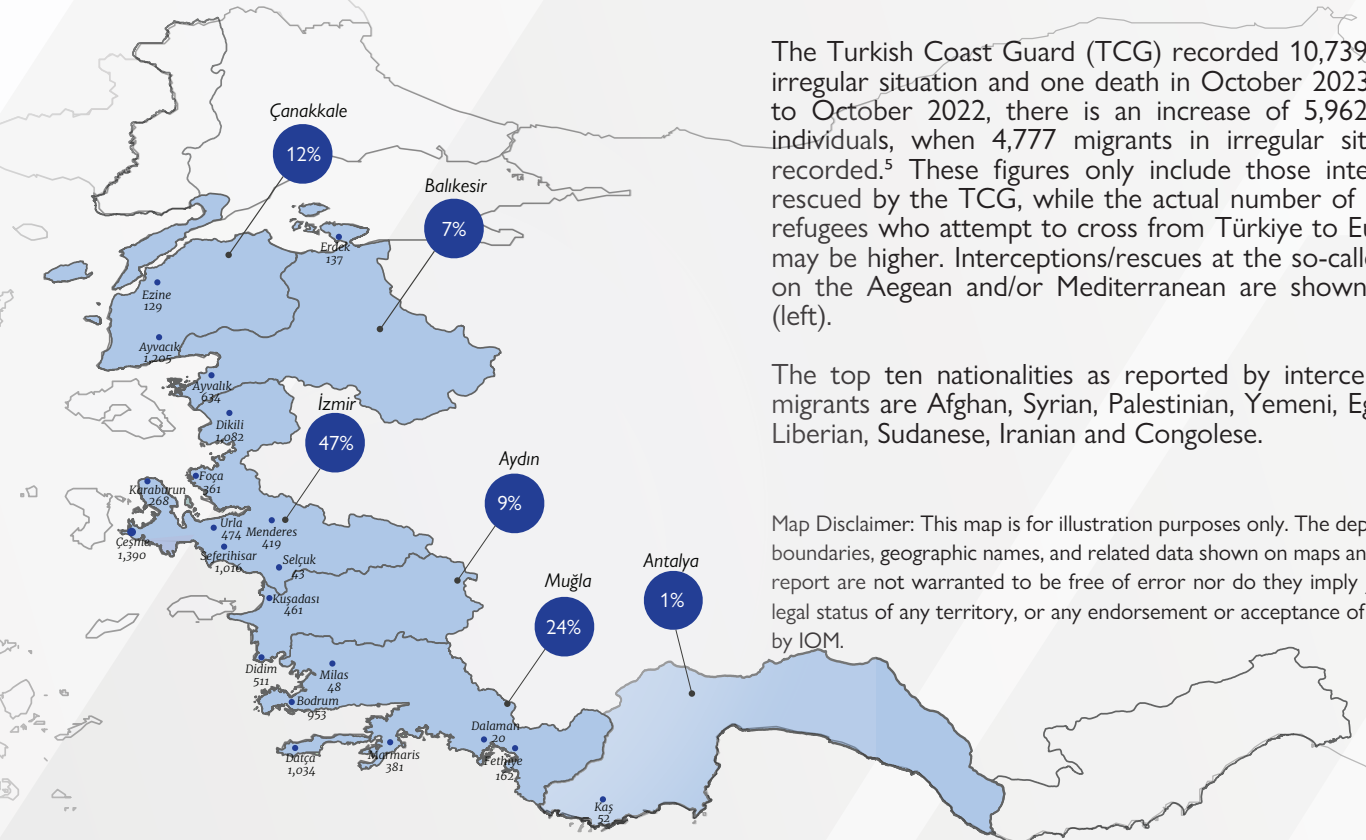 Çanakkale
12%
Balıkesir
7%
Erdek
137
Ezine
129
Ayvacık
1,205
Ayvalık
634
Dikili
1,082
İzmir
47%
Foça
361
Karaburun
268
Çeşme
1,390
Urla
474
Menderes
419
Seferihisar
1,016
Selçuk
43
Aydın
9%
Kuşadası
461
Didim
511
Muğla
24%
Milas
48
Bodrum
953
Datça
1,034
Marmaris
381
Dalaman
20
Fethiye
162
Antalya
1%
Kaş
52
The Turkish Coast Guard (TCG) recorded 10,739
irregular situation and one death in October 2023
to October 2022, there is an increase of 5,962
individuals, when 4,777 migrants in irregular sit
recorded.⁵ These figures only include those inte
rescued by the TCG, while the actual number of
refugees who attempt to cross from Türkiye to Eu
may be higher. Interceptions/rescues at the so-calle
on the Aegean and/or Mediterranean are shown
(left).
The top ten nationalities as reported by interce
migrants are Afghan, Syrian, Palestinian, Yemeni, Eg
Liberian, Sudanese, Iranian and Congolese.
Map Disclaimer: This map is for illustration purposes only. The dep
boundaries, geographic names, and related data shown on maps an
report are not warranted to be free of error nor do they imply
legal status of any territory, or any endorsement or acceptance of
by IOM.